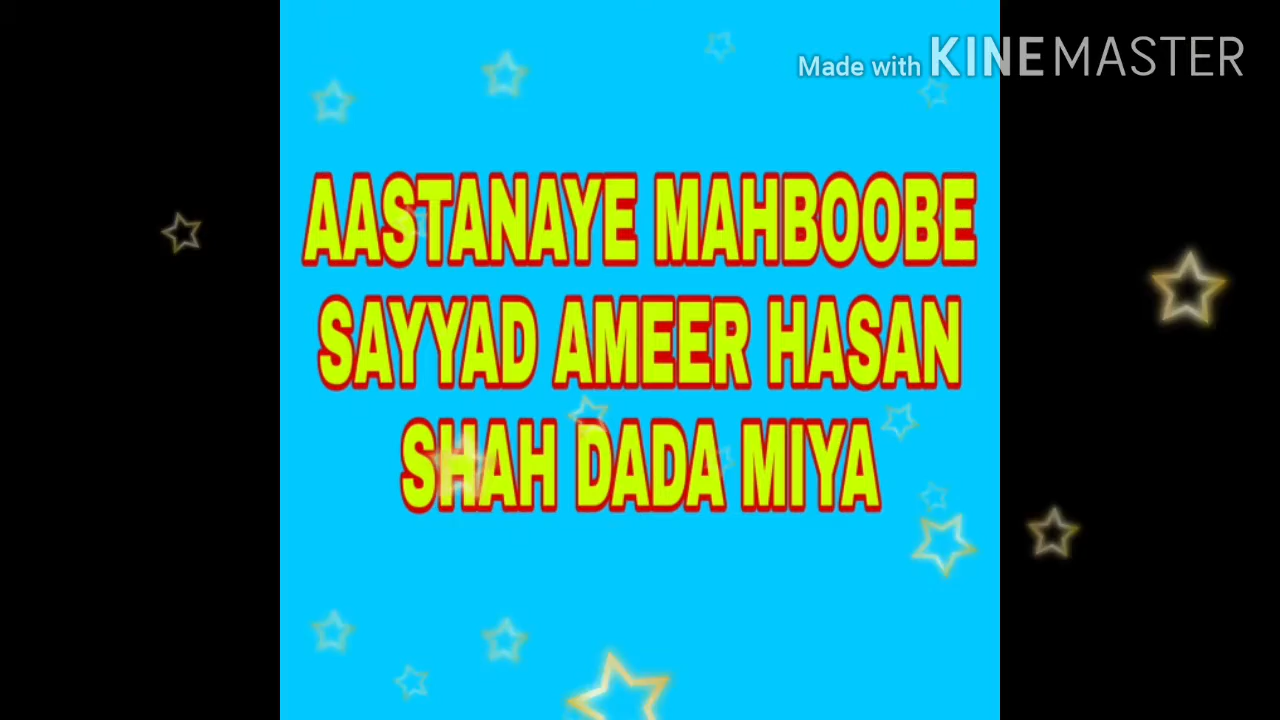 Made with KINEMASTER
AASTANAYE MAHBOOBE
SAYYAD AMEER HASAN
SHAH DADA MIYA